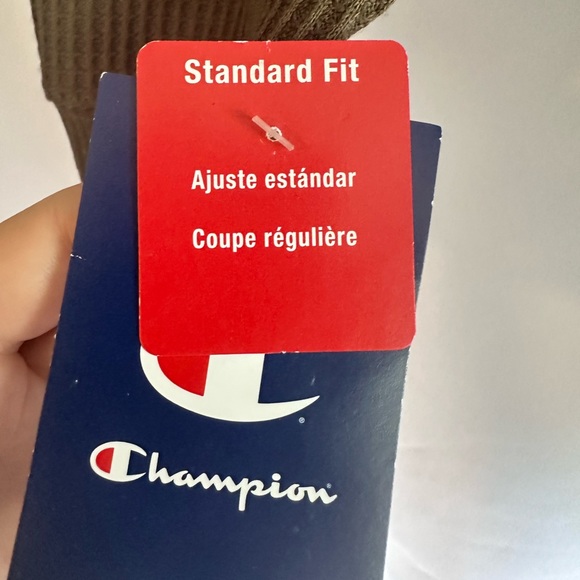 Standard Fit
Ajuste estándar
Coupe régulière
Champion